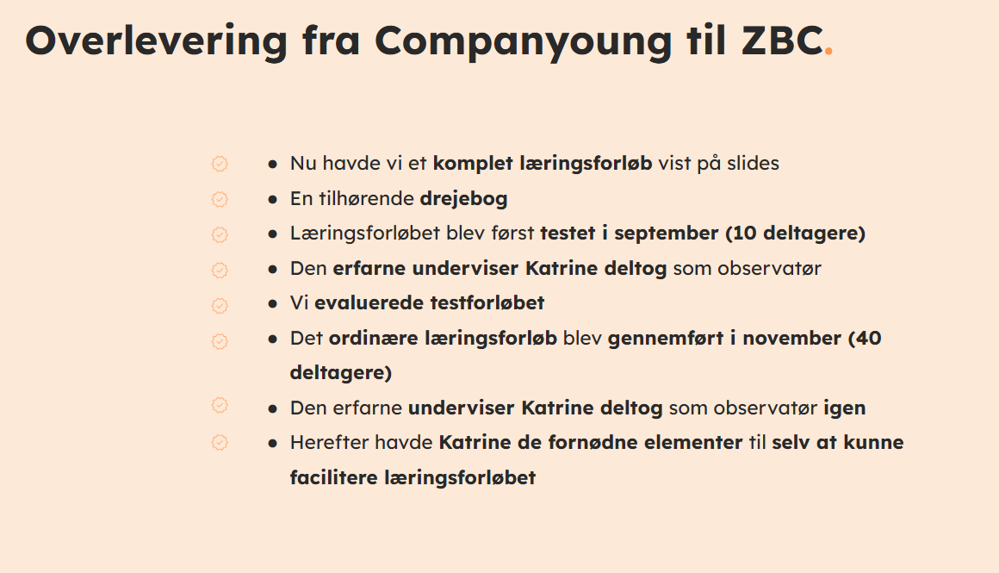 Overlevering fra Companyoung til ZBC.
• Nu havde vi et komplet læringsforløb vist på slides
• En tilhørende drejebog
• Læringsforløbet blev først testet i september (10 deltagere)
• Den erfarne underviser Katrine deltog som observatør
• Vi evaluerede testforløbet
• Det ordinære læringsforløb blev gennemført i november (40
deltagere)
• Den erfarne underviser Katrine deltog som observatør igen
• Herefter havde Katrine de fornødne elementer til selv at kunne
facilitere læringsforløbet